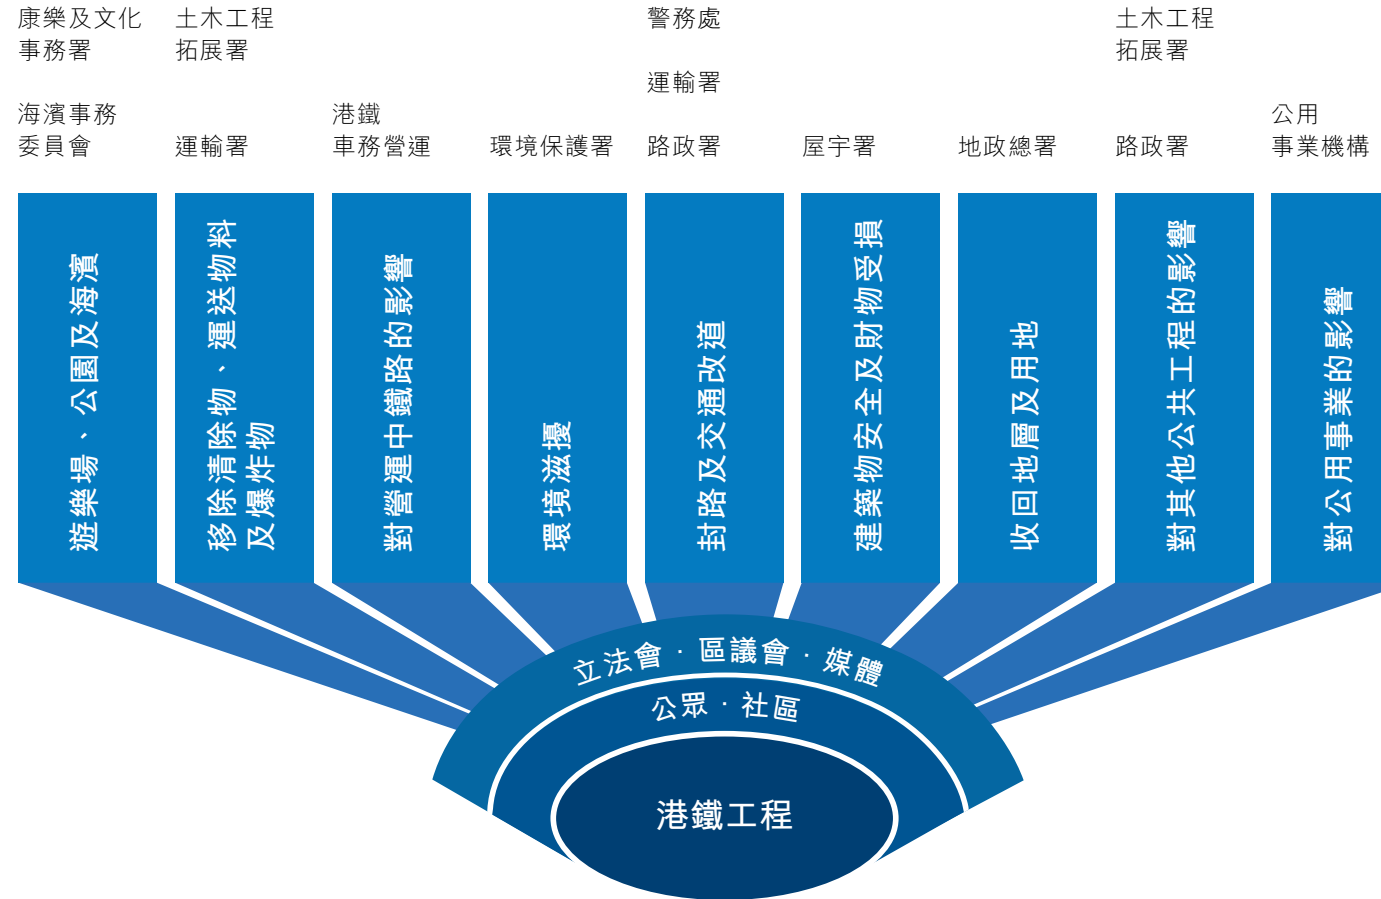 康樂及文化
事務署
海濱事務
委員會
土木工程
拓展署
運輸署
港鐵
車務營運
環境保護署
警務處
運輸署
路政署
屋宇署
地政總署
土木工程
拓展署
路政署
公用
事業機構
遊樂場、公園及海濱
移除清除物、運送物料
及爆炸物
對營運中鐵路的影響
環境滋擾
封路及交通改道
建築物安全及財物受損
收回地層及用地
對其他公共工程的影響
對公用事業的影響
立法會·區議會·媒體
公眾·社區
港鐵工程